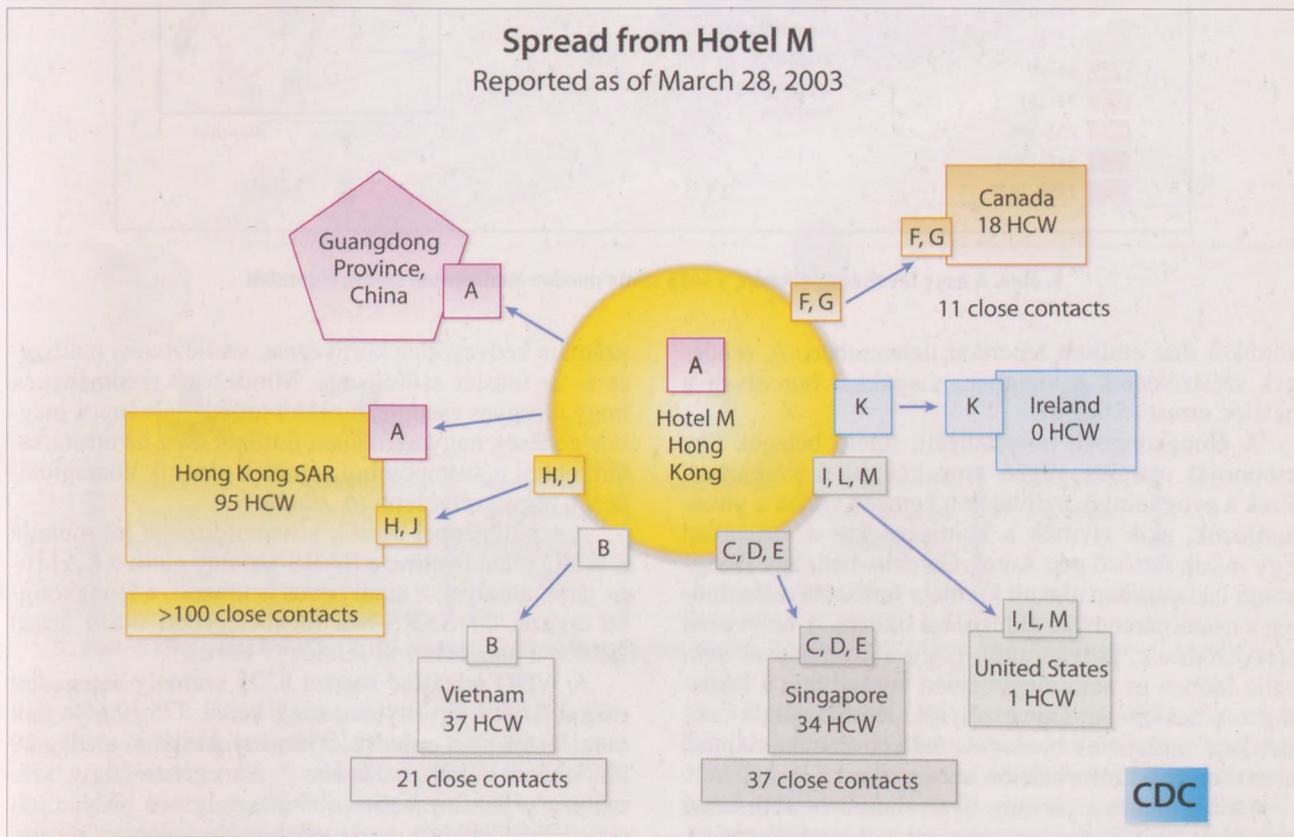 Spread from Hotel M
Reported as of March 28, 2003
Guangdong
Province,
China
A
Canada
18 HCW
F, G
F, G
11 close contacts
A
Hotel M
Hong
Kong
K
K
Ireland
0 HCW
A
Hong Kong SAR
95 HCW
H, J
H, J
>100 close contacts
I, L, M
B
C, D, E
B
Vietnam
37 HCW
21 close contacts
C, D, E
Singapore
34 HCW
37 close contacts
I, L, M
United States
1 HCW
CDC